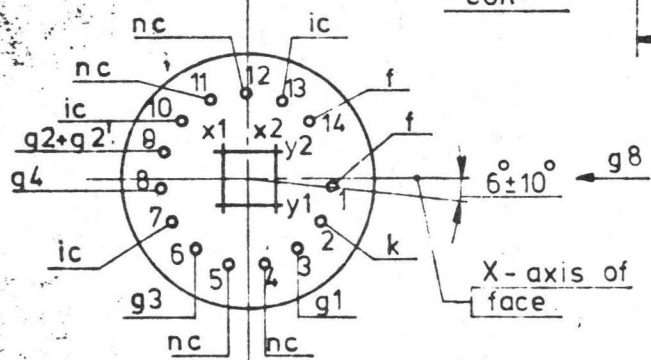 nc
ic
nc
12
13
11
f
ic
10
14
x1
x2
f
g2+g2'
9
y2
g8
g4
8
1
6°±10°
7
y1
2
k
ic
6
5
4
3
X-axis of
face
g3
g1
nc
nc